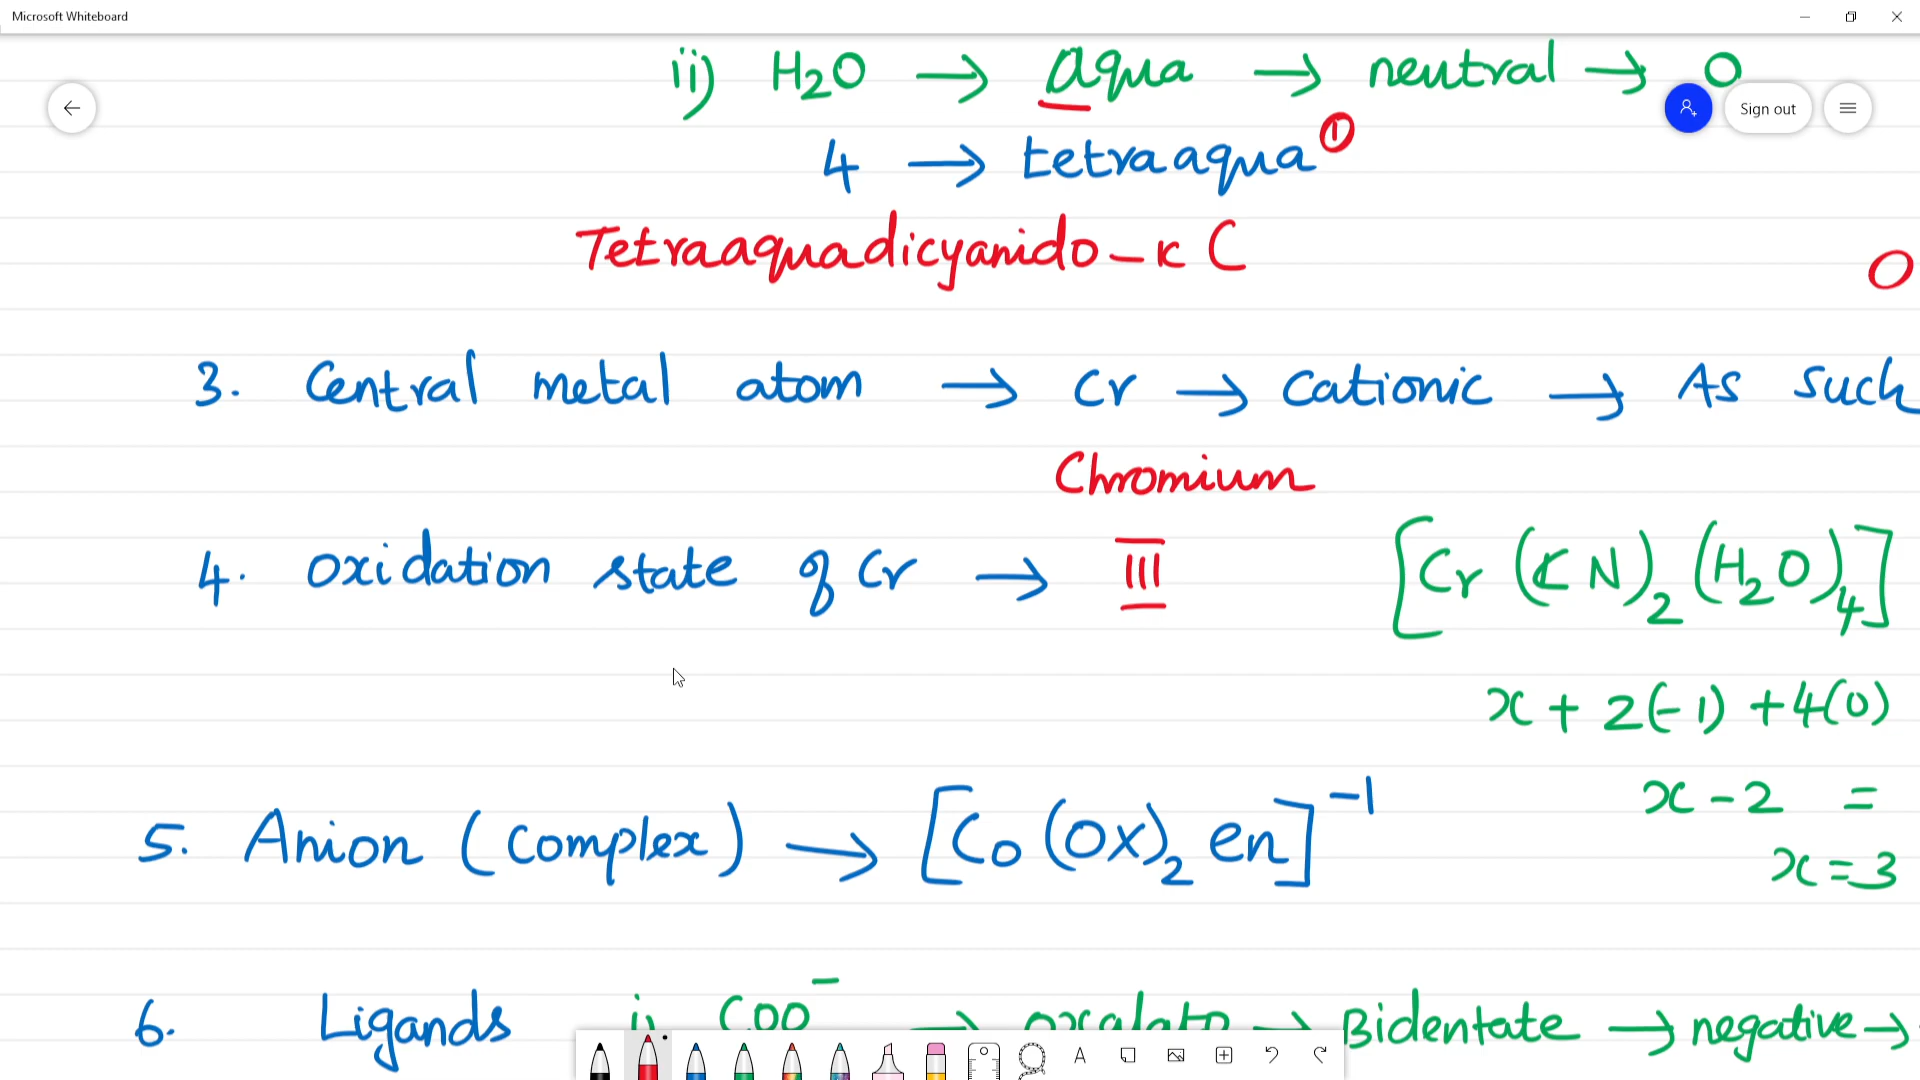 Microsoft Whiteboard
ii) H₂O → aqua → neutral → 0
Sign out
4 → tetraaqua ①
Tetraaquadicyanido-κ C
3. Central metal atom → Cr → Cationic → As such
Chromium
4. oxidation state of Cr → III
[Cr (CN)₂ (H₂O)₄]
x + 2(-1) + 4(0)
x - 2 =
x = 3
5. Anion (complex) → [Co (ox)₂ en]⁻¹
6. Ligands i) COO⁻ → oxalato → Bidentate → negative →